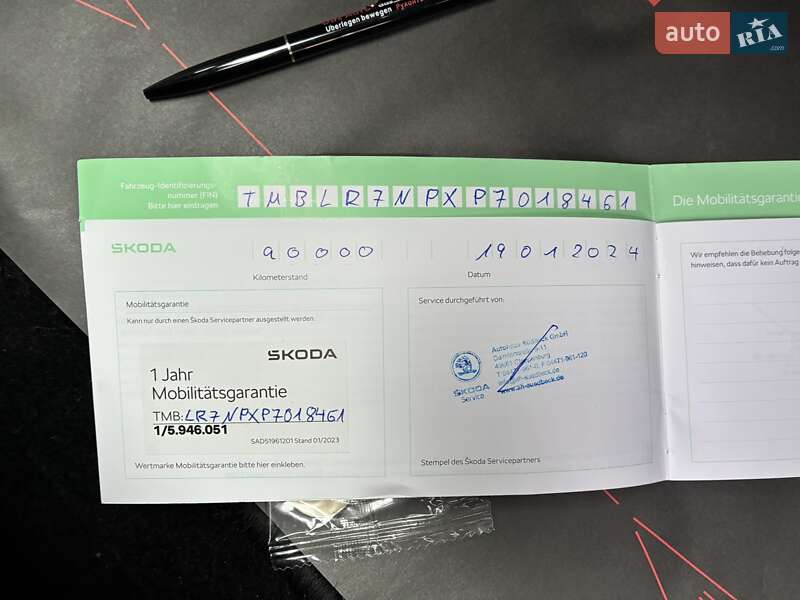 auto RIA .com
Überlegen bewegen
Fahrzeug-Identifizierungs-
nummer (FIN)
Bitte hier eintragen
TMBLR7NPXP7018461
Die Mobilitätsgarantie
ŠKODA
90000
19012024
Kilometerstand
Datum
Wir empfehlen die Behebung folge
hinweisen, dass dafür kein Auftrag
Mobilitätsgarantie
Kann nur durch einen Škoda Servicepartner ausgestellt werden.
ŠKODA
1 Jahr
Mobilitätsgarantie
TMB: LR7NPXP7018461
1/5.946.051
SAD51961201 Stand 01/2023
Wertmarke Mobilitätsgarantie bitte hier einkleben.
Service durchgeführt von:
Autohaus GmbH
ŠKODA
Service
Stempel des Škoda Servicepartners